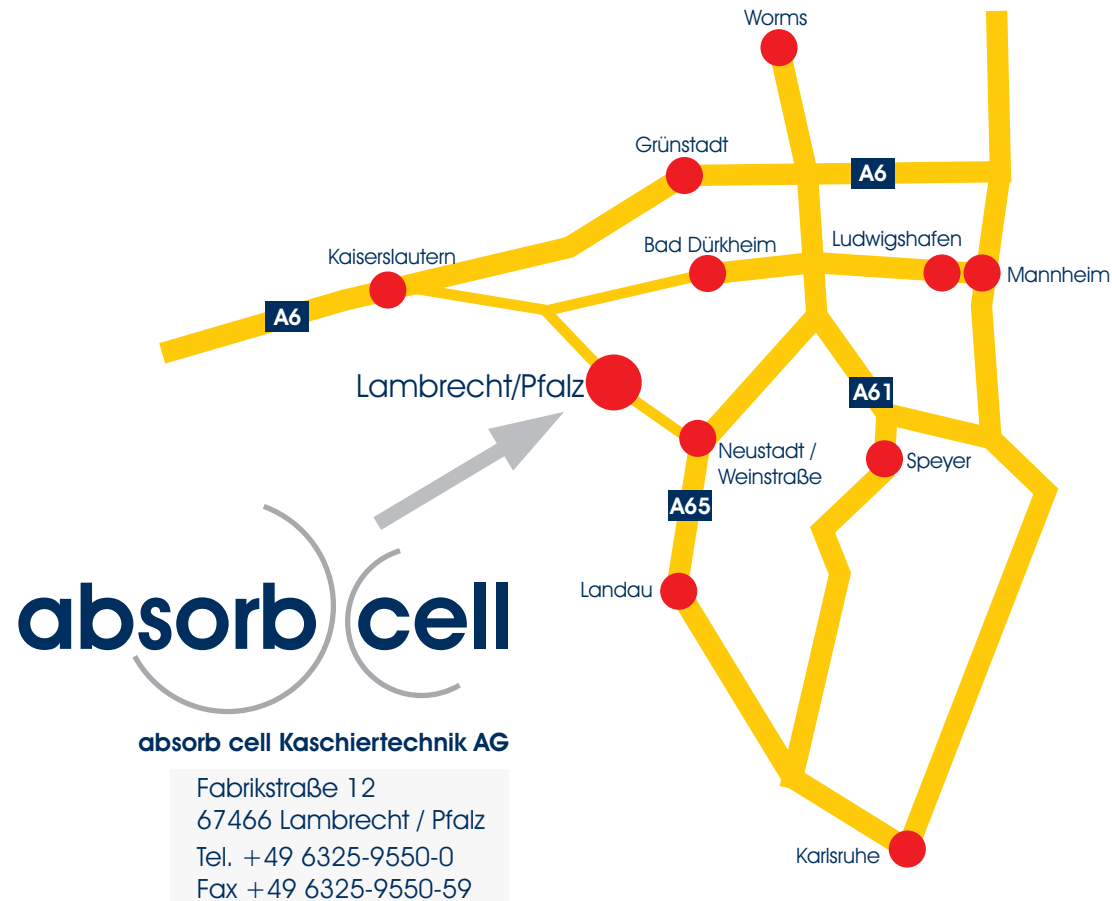 Worms
Grünstadt
A6
Kaiserslautern
Bad Dürkheim
Ludwigshafen
Mannheim
A6
Lambrecht/Pfalz
A61
Neustadt /
Weinstraße
Speyer
A65
Landau
absorb cell
absorb cell Kaschiertechnik AG
Fabrikstraße 12
67466 Lambrecht / Pfalz
Tel. +49 6325-9550-0
Fax +49 6325-9550-59
Karlsruhe